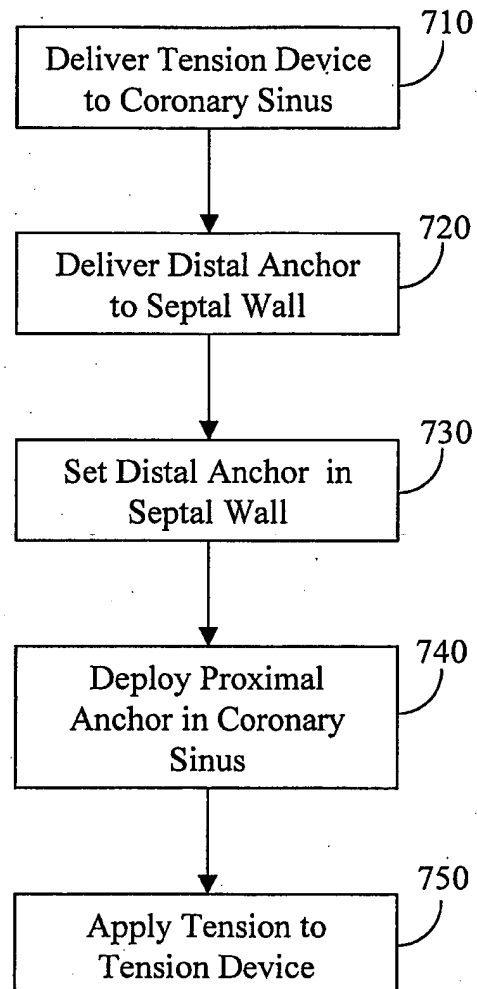 710
Deliver Tension Device
to Coronary Sinus
720
Deliver Distal Anchor
to Septal Wall
730
Set Distal Anchor in
Septal Wall
740
Deploy Proximal
Anchor in Coronary
Sinus
750
Apply Tension to
Tension Device